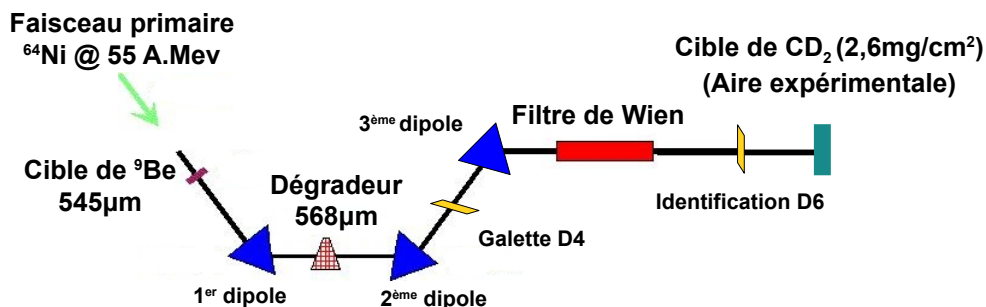 Faisceau primaire
⁶⁴Ni @ 55 A.Mev
Cible de CD₂ (2,6mg/cm²)
(Aire expérimentale)
3ème dipole
Filtre de Wien
Cible de ⁹Be
545µm
Dégradeur
568µm
Identification D6
Galette D4
1er dipole
2ème dipole